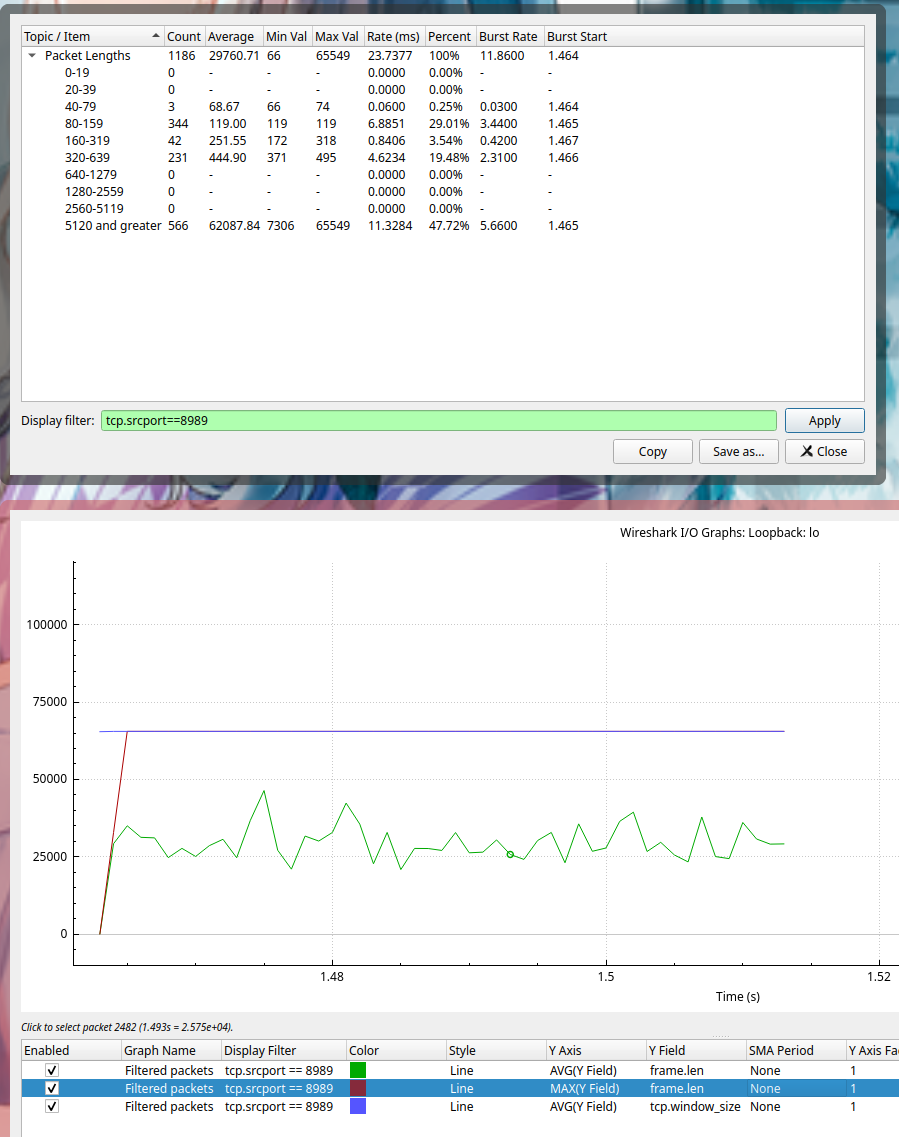 Topic / Item Count Average Min Val Max Val Rate (ms) Percent Burst Rate Burst Start
Packet Lengths 1186 29760.71 66 65549 23.7377 100% 11.8600 1.464
0-19 0 - - - 0.0000 0.00% - -
20-39 0 - - - 0.0000 0.00% - -
40-79 3 68.67 66 74 0.0600 0.25% 0.0300 1.464
80-159 344 119.00 119 119 6.8851 29.01% 3.4400 1.465
160-319 42 251.55 172 318 0.8406 3.54% 0.4200 1.467
320-639 231 444.90 371 495 4.6234 19.48% 2.3100 1.466
640-1279 0 - - - 0.0000 0.00% - -
1280-2559 0 - - - 0.0000 0.00% - -
2560-5119 0 - - - 0.0000 0.00% - -
5120 and greater 566 62087.84 7306 65549 11.3284 47.72% 5.6600 1.465
Display filter: tcp.srcport==8989 Apply
Copy Save as... Close
Wireshark I/O Graphs: Loopback: lo
100000
75000
50000
25000
0
1.48 1.5 1.52
Time (s)
Click to select packet 2482 (1.493s = 2.575e+04).
Enabled Graph Name Display Filter Color Style Y Axis Y Field SMA Period Y Axis Fa
Filtered packets tcp.srcport == 8989 Line AVG(Y Field) frame.len None 1
Filtered packets tcp.srcport == 8989 Line MAX(Y Field) frame.len None 1
Filtered packets tcp.srcport == 8989 Line AVG(Y Field) tcp.window_size None 1